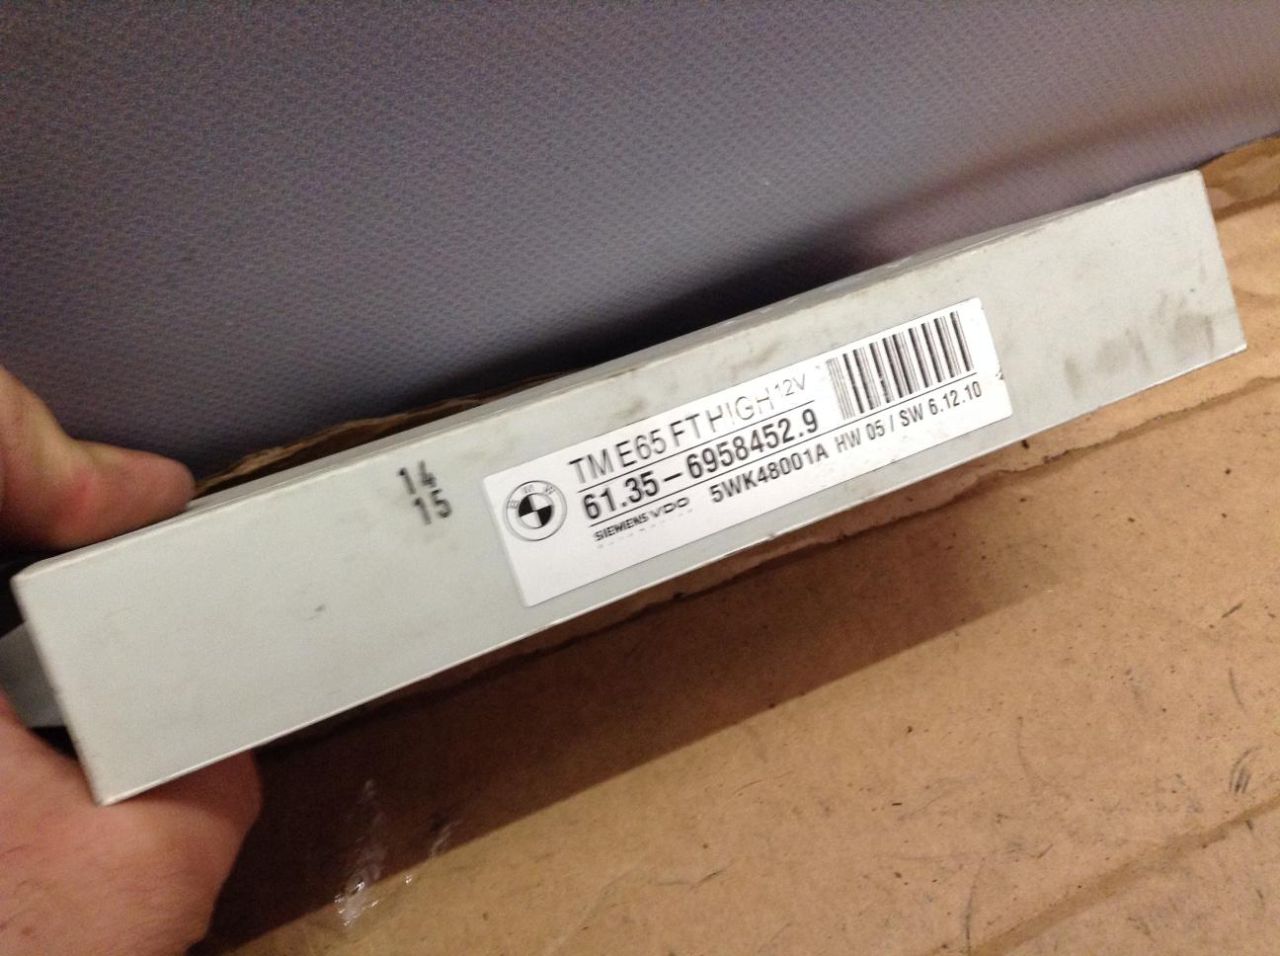 14
15
BMW
TM E65 FT HIGH 12V
61.35-6958452.9
SIEMENS VDO 5WK48001A HW 05 / SW 6.12.10